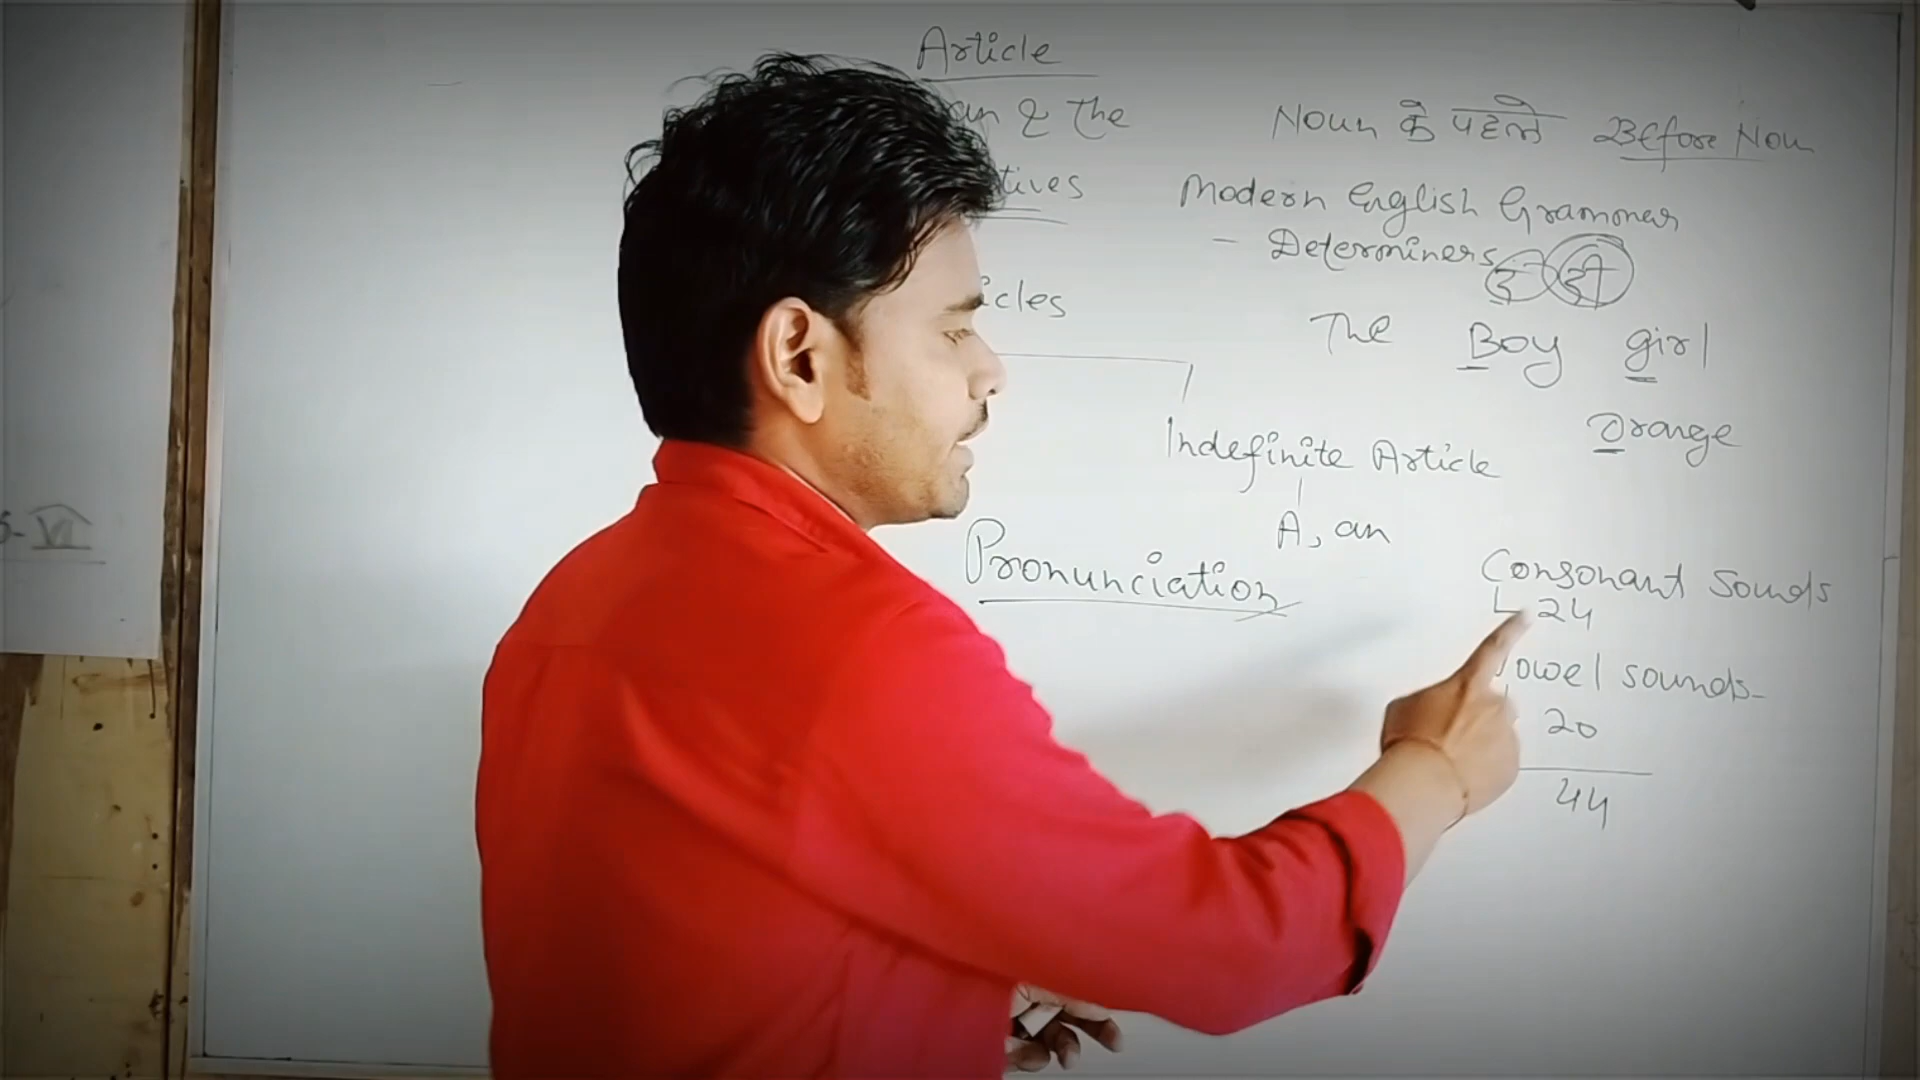 Article
an & The
Noun के पहले Before Noun
tives
Modern English Grammar
- Determiners द दी
icles
The Boy girl
Orange
Indefinite Article
A, an
Pronunciation
Consonant Sounds
24
Vowel sounds
20
44
VI